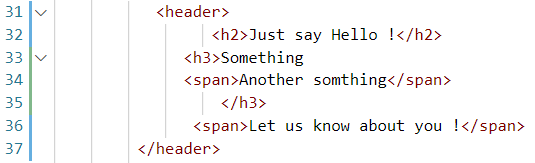 31 <header>
32 <h2>Just say Hello !</h2>
33 <h3>Something
34 <span>Another somthing</span>
35 </h3>
36 <span>Let us know about you !</span>
37 </header>